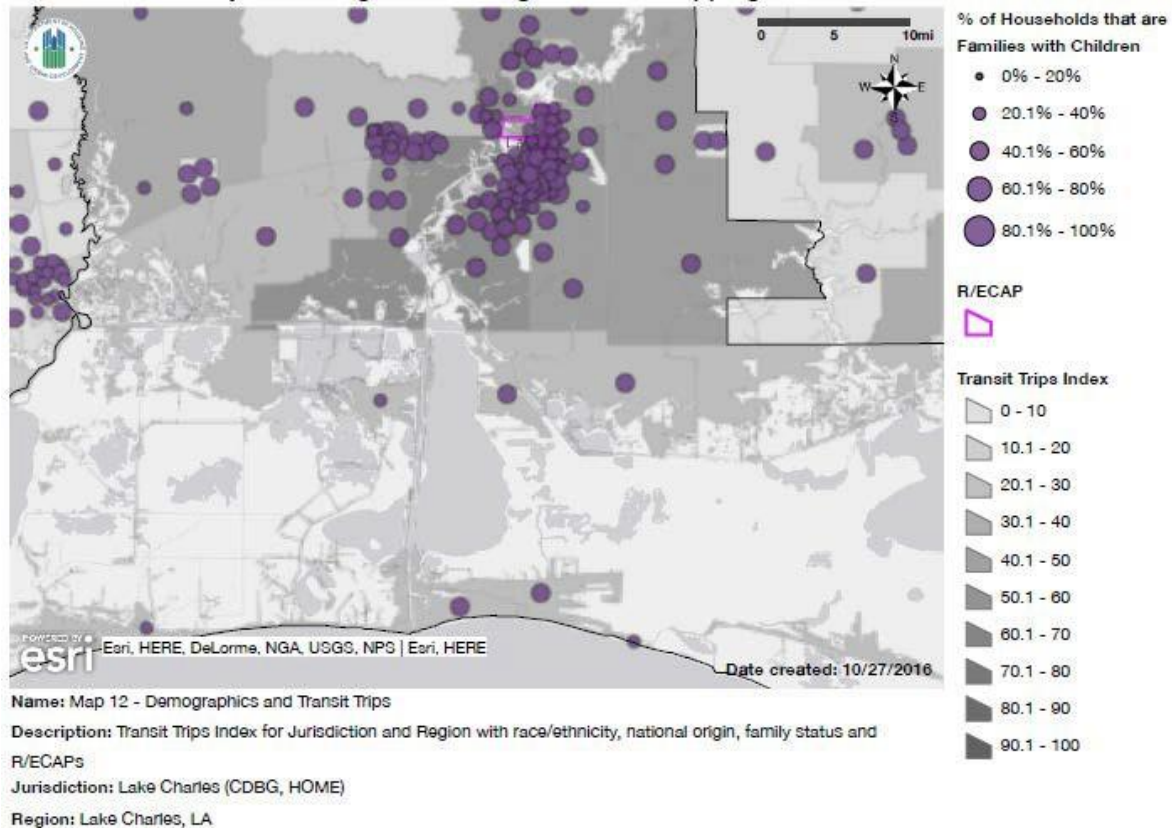 0 5 10mi
N
W E
S
% of Households that are
Families with Children
0% - 20%
20.1% - 40%
40.1% - 60%
60.1% - 80%
80.1% - 100%
R/ECAP
Transit Trips Index
0 - 10
10.1 - 20
20.1 - 30
30.1 - 40
40.1 - 50
50.1 - 60
60.1 - 70
70.1 - 80
80.1 - 90
90.1 - 100
POWERED BY
esri
Esri, HERE, DeLorme, NGA, USGS, NPS | Esri, HERE
Date created: 10/27/2016
Name: Map 12 - Demographics and Transit Trips
Description: Transit Trips Index for Jurisdiction and Region with race/ethnicity, national origin, family status and
R/ECAPs
Jurisdiction: Lake Charles (CDBG, HOME)
Region: Lake Charles, LA